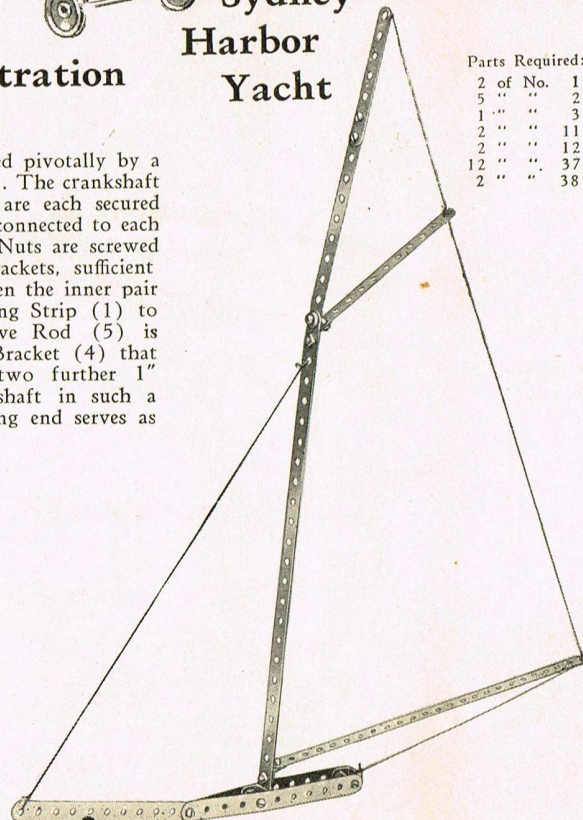 Sydney
Harbor
Yacht
tration
ed pivotally by a
. The crankshaft
are each secured
connected to each
Nuts are screwed
ackets, sufficient
en the inner pair
ng Strip (1) to
ve Rod (5) is
Bracket (4) that
two further 1"
shaft in such a
ng end serves as
Parts Required:
2 of No. 1
5 " " 2
1 " " 3
2 " " 11
2 " " 12
12 " ". 37
2 " " 38